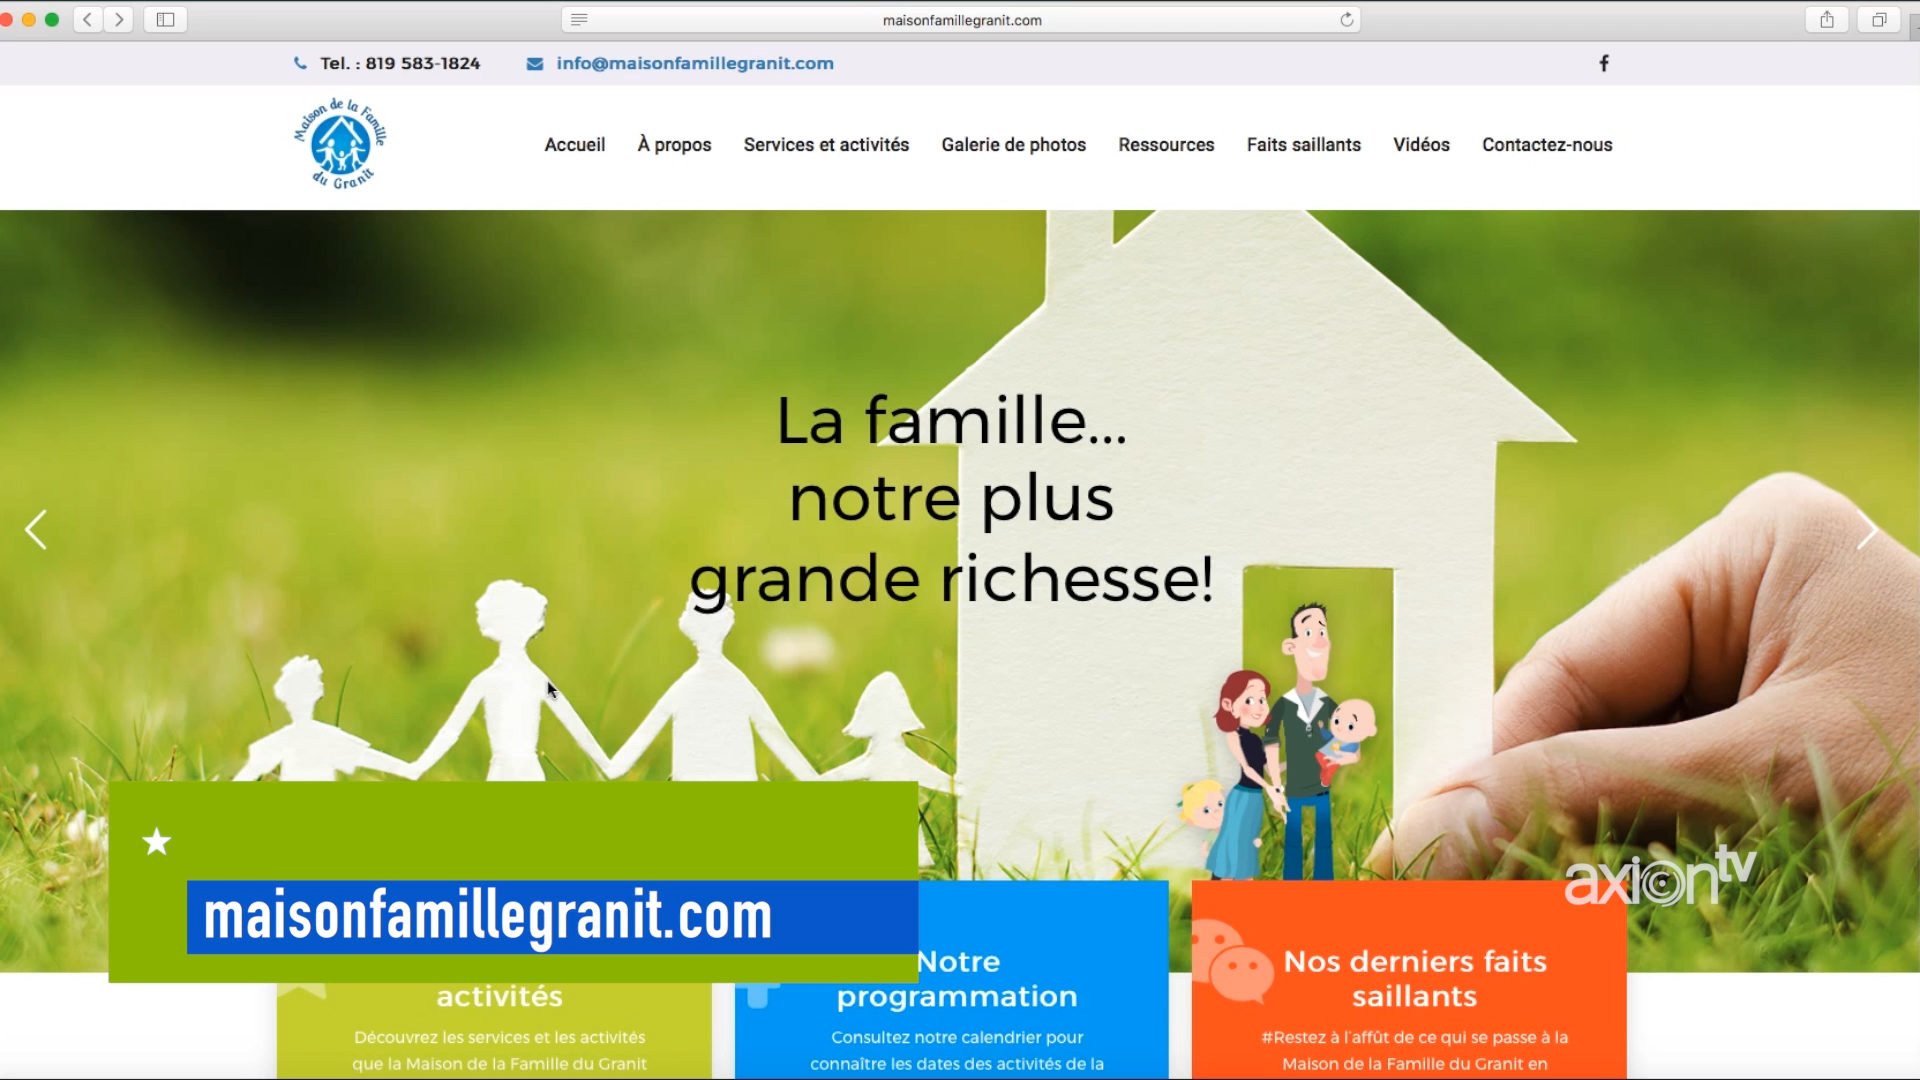 maisonfamillegranit.com
Tel. : 819 583-1824
info@maisonfamillegranit.com
Maison de la Famille
du Granit
Accueil
À propos
Services et activités
Galerie de photos
Ressources
Faits saillants
Vidéos
Contactez-nous
La famille...
notre plus
grande richesse!
axion tv
maisonfamillegranit.com
activités
Découvrez les services et les activités
que la Maison de la Famille du Granit
Notre
programmation
Consultez notre calendrier pour
connaître les dates des activités de la
Nos derniers faits
saillants
#Restez à l'affût de ce qui se passe à la
Maison de la Famille du Granit en